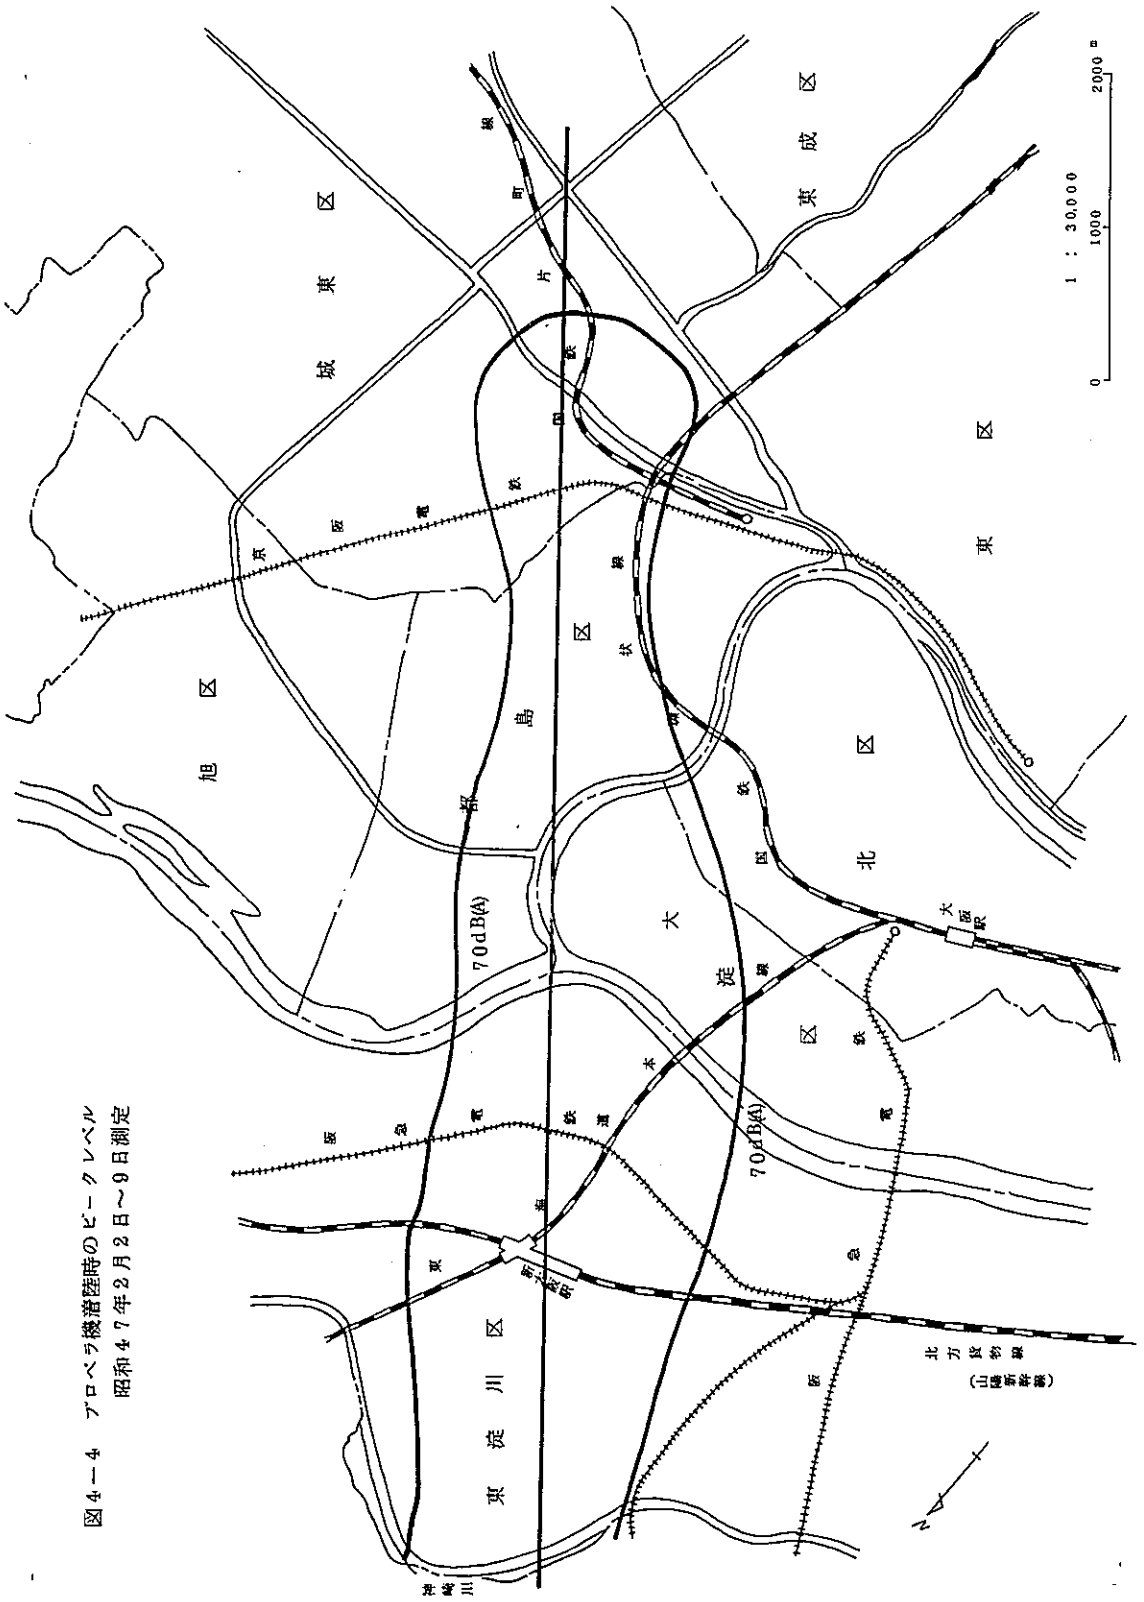 図4-4 プロペラ機着陸時のピークレベル
昭和47年2月2日~9日測定
旭区
城東区
東成区
東区
北区
都島区
大淀区
東淀川区
京阪電鉄
国鉄片町線
国鉄城東線
阪急電鉄
東海道本線
阪急電鉄
新大阪駅
大阪駅
北方貨物線
(山陽新幹線)
神崎川
70dB(A)
70dB(A)
N
1 : 30,000
0 1000 2000m